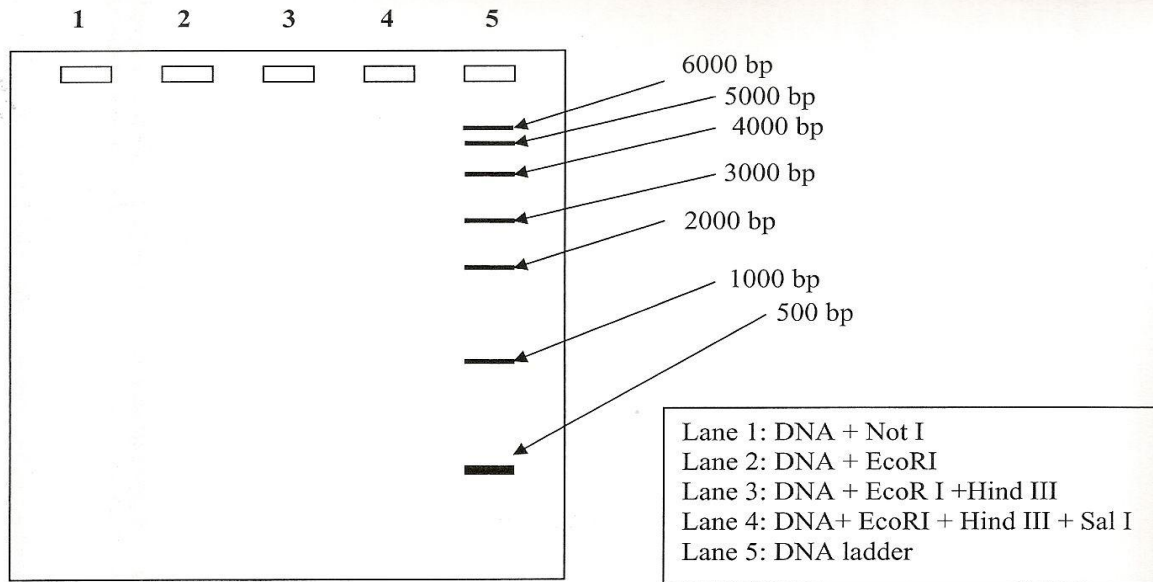 1 2 3 4 5
6000 bp
5000 bp
4000 bp
3000 bp
2000 bp
1000 bp
500 bp
Lane 1: DNA + Not I
Lane 2: DNA + EcoRI
Lane 3: DNA + EcoR I +Hind III
Lane 4: DNA+ EcoRI + Hind III + Sal I
Lane 5: DNA ladder